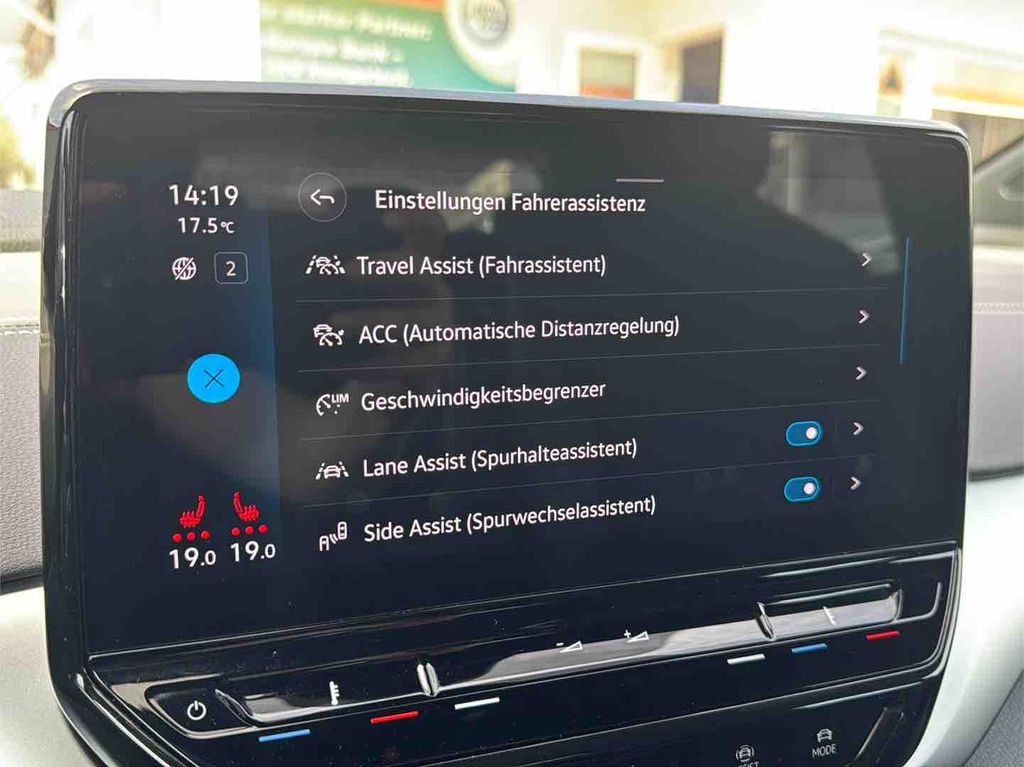 14:19
17.5°C
2
Einstellungen Fahrerassistenz
Travel Assist (Fahrassistent)
ACC (Automatische Distanzregelung)
LIM Geschwindigkeitsbegrenzer
Lane Assist (Spurhalteassistent)
Side Assist (Spurwechselassistent)
19.0 19.0
- +
MODE